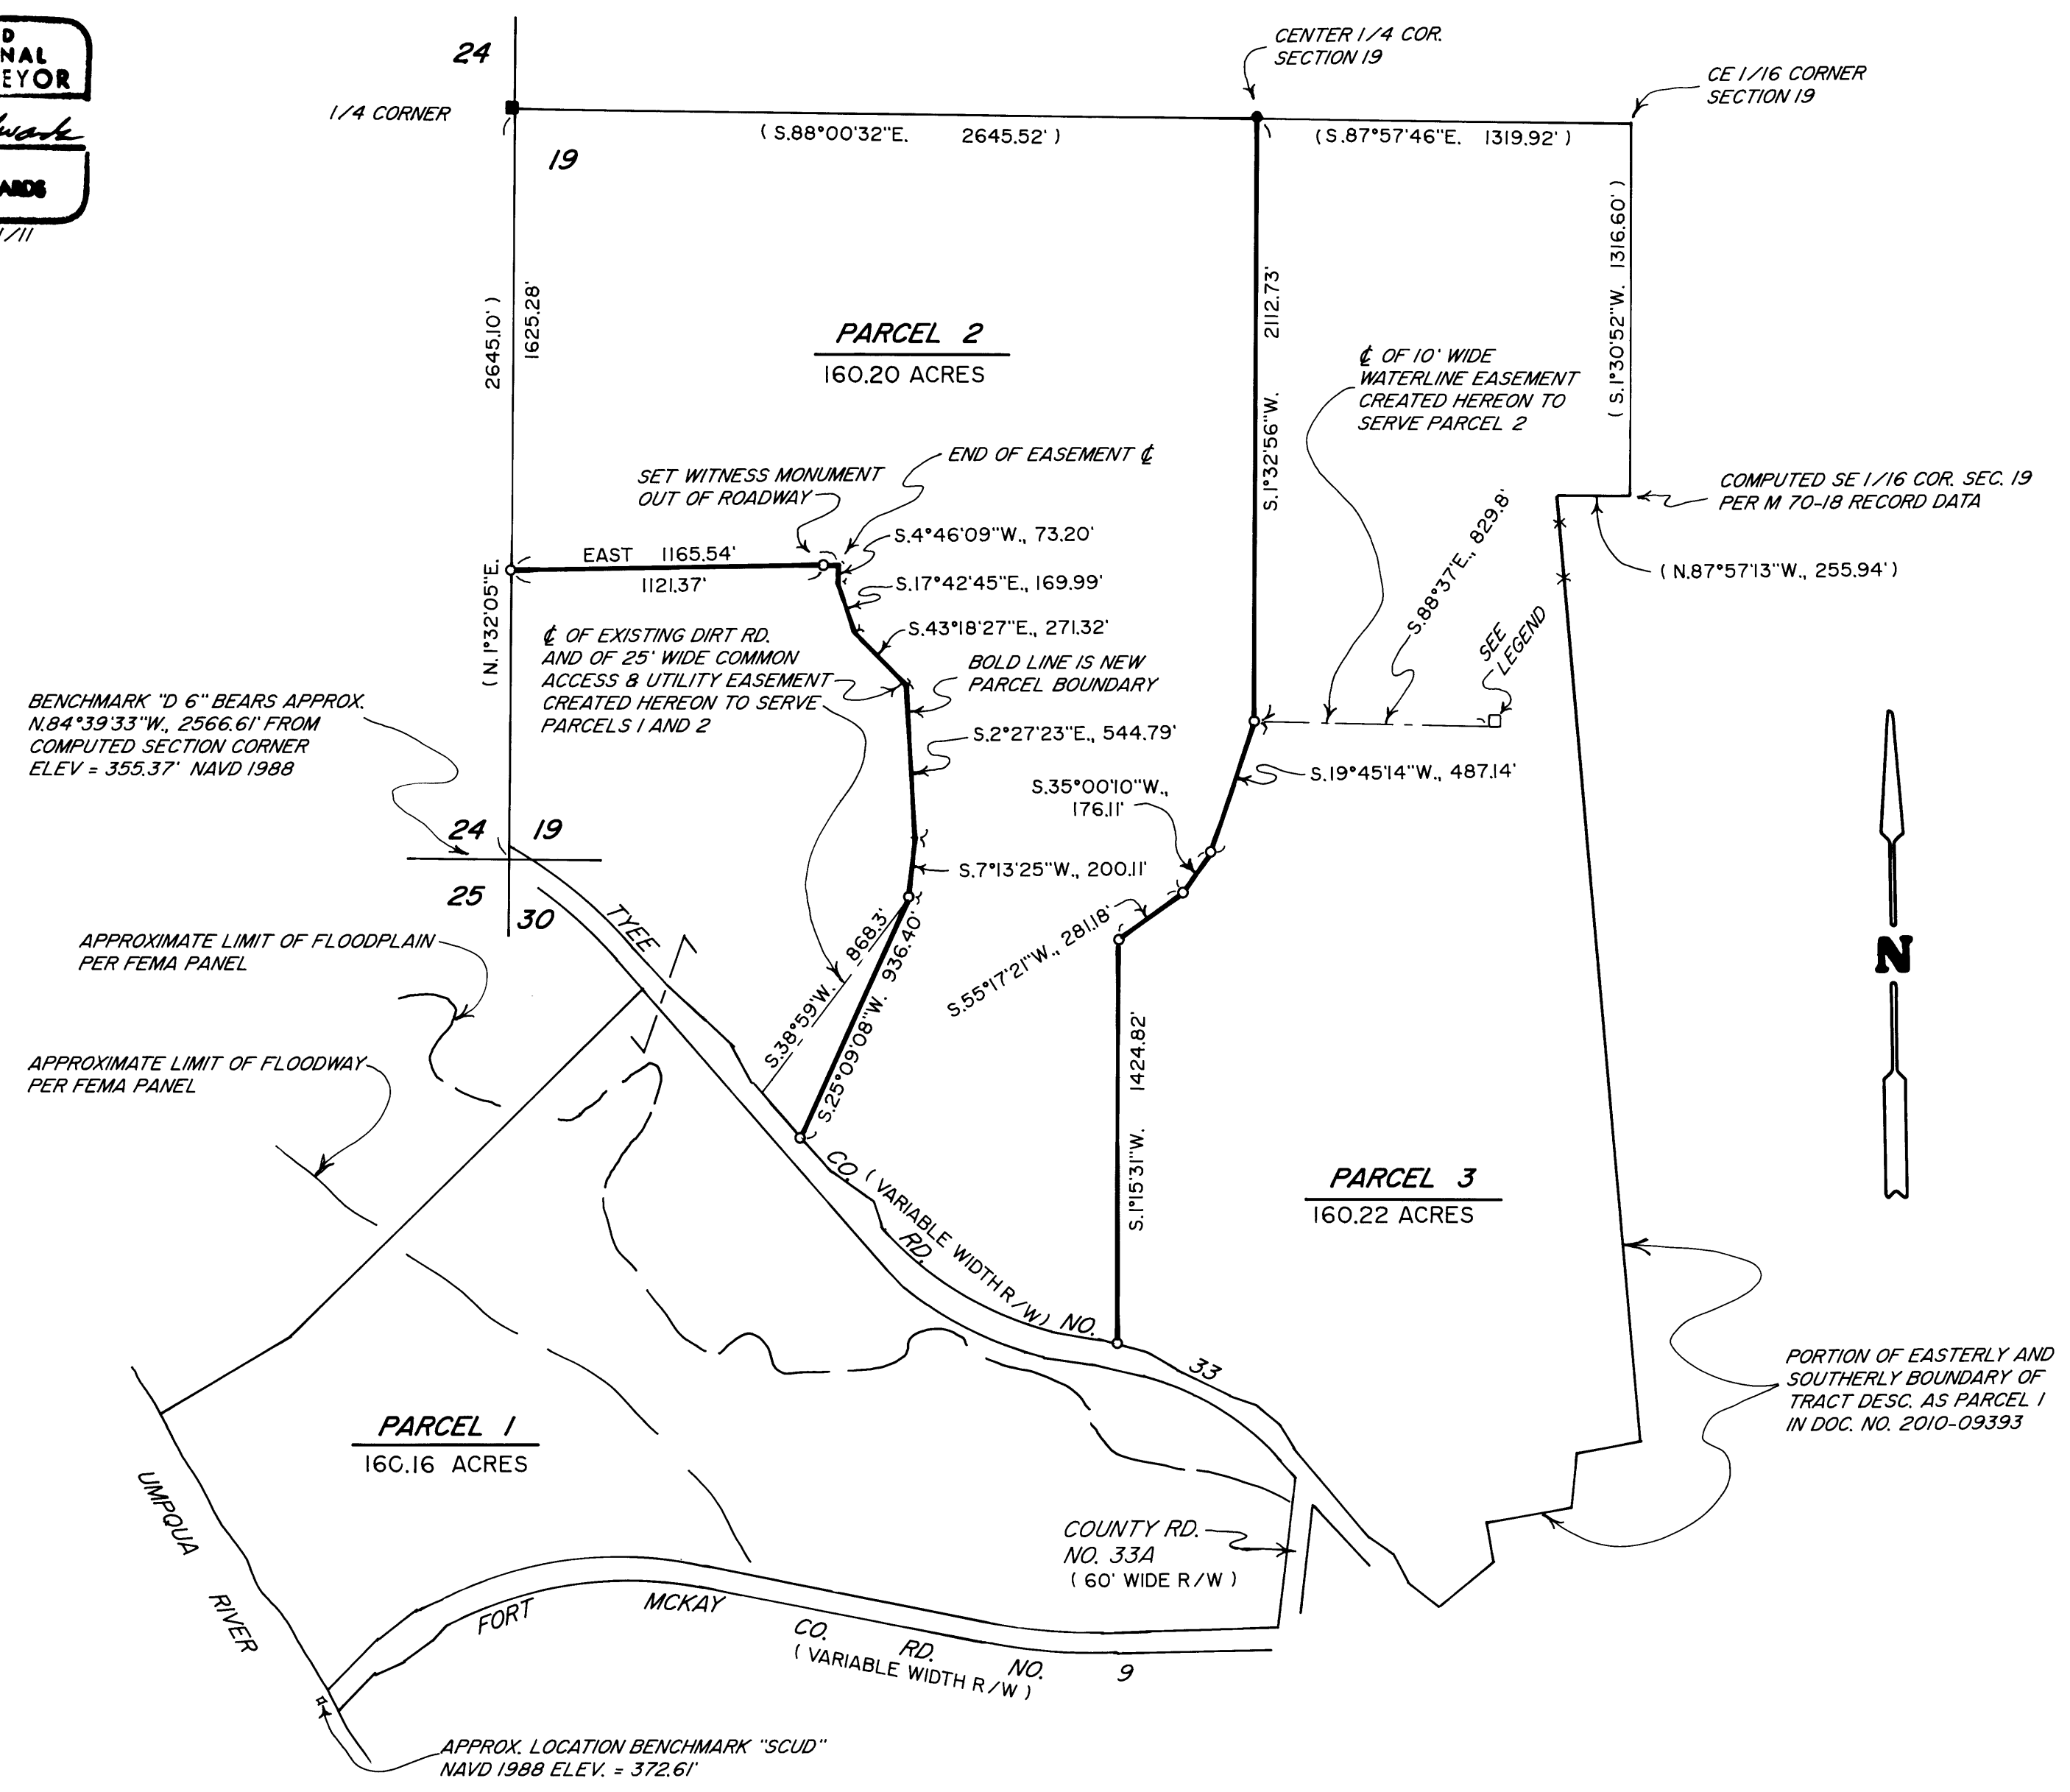 D
NAL
EYOR
ARDS
1/11
24
1/4 CORNER
19
CENTER 1/4 COR.
SECTION 19
CE 1/16 CORNER
SECTION 19
( S.88°00'32"E. 2645.52' )
(S.87°57'46"E. 1319.92' )
( S.1°30'52"W. 1316.60' )
( N.1°32'05"E. 2645.10' )
1625.28'
PARCEL 2
160.20 ACRES
S.1°32'56"W. 2112.73'
℄ OF 10' WIDE
WATERLINE EASEMENT
CREATED HEREON TO
SERVE PARCEL 2
END OF EASEMENT ℄
SET WITNESS MONUMENT
OUT OF ROADWAY
COMPUTED SE 1/16 COR. SEC. 19
PER M 70-18 RECORD DATA
( N.87°57'13"W., 255.94' )
EAST 1165.54'
1121.37'
S.4°46'09"W., 73.20'
S.17°42'45"E., 169.99'
S.43°18'27"E., 271.32'
S.88°37'E., 829.8'
SEE
LEGEND
℄ OF EXISTING DIRT RD.
AND OF 25' WIDE COMMON
ACCESS & UTILITY EASEMENT
CREATED HEREON TO SERVE
PARCELS 1 AND 2
BOLD LINE IS NEW
PARCEL BOUNDARY
BENCHMARK "D 6" BEARS APPROX.
N.84°39'33"W., 2566.61' FROM
COMPUTED SECTION CORNER
ELEV = 355.37' NAVD 1988
S.2°27'23"E., 544.79'
S.19°45'14"W., 487.14'
S.35°00'10"W.,
176.11'
24 19
25 30
S.7°13'25"W., 200.11'
S.55°17'21"W., 281.18'
S.38°59'W. 868.3'
S.25°09'08"W. 936.40'
APPROXIMATE LIMIT OF FLOODPLAIN
PER FEMA PANEL
APPROXIMATE LIMIT OF FLOODWAY
PER FEMA PANEL
N
S.1°15'31"W. 1424.82'
TYEE CO. RD. NO. 33
( VARIABLE WIDTH R/W)
PARCEL 3
160.22 ACRES
PORTION OF EASTERLY AND
SOUTHERLY BOUNDARY OF
TRACT DESC. AS PARCEL 1
IN DOC. NO. 2010-09393
PARCEL 1
160.16 ACRES
UMPQUA RIVER
COUNTY RD.
NO. 33A
( 60' WIDE R/W )
FORT MCKAY CO. RD. NO. 9
( VARIABLE WIDTH R/W )
APPROX. LOCATION BENCHMARK "SCUD"
NAVD 1988 ELEV. = 372.61'